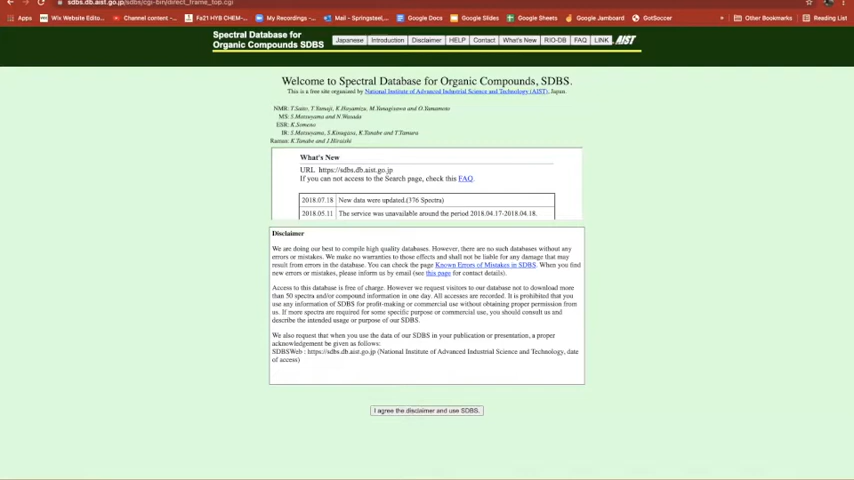 sdbs.db.aist.go.jp/sdbs/cgi-bin/direct_frame_top.cgi
Apps Wix Website Edito... Channel content -... Fa21 HYB CHEM-... My Recordings -... Mail - Springsteel,... Google Docs Google Slides Google Sheets Google Jamboard GotSoccer » Other Bookmarks Reading List
Spectral Database for
Organic Compounds SDBS
Japanese Introduction Disclaimer HELP Contact What's New RIO-DB FAQ LINK AIST
Welcome to Spectral Database for Organic Compounds, SDBS.
This is a free site organized by National Institute of Advanced Industrial Science and Technology (AIST), Japan.
NMR: T.Saito, T.Yamaji, K.Hayamizu, M.Yanagisawa and O.Yamamoto
MS: S.Matsuyama and N.Wasada
ESR: K.Someno
IR: S.Matsuyama, S.Kinugasa, K.Tanabe and T.Tamura
Raman: K.Tanabe and J.Hiraishi
What's New
URL https://sdbs.db.aist.go.jp
If you can not access to the Search page, check this FAQ.
2018.07.18 New data were updated.(376 Spectra)
2018.05.11 The service was unavailable around the period 2018.04.17-2018.04.18.
Disclaimer
We are doing our best to compile high quality databases. However, there are no such databases without any
errors or mistakes. We make no warranties to those effects and shall not be liable for any damage that may
result from errors in the database. You can check the page Known Errors of Mistakes in SDBS. When you find
new errors or mistakes, please inform us by email (see this page for contact details).
Access to this database is free of charge. However we request visitors to our database not to download more
than 50 spectra and/or compound information in one day. All accesses are recorded. It is prohibited that you
use any information of SDBS for profit-making or commercial use without obtaining proper permission from
us. If more spectra are required for some specific purpose or commercial use, you should consult us and
describe the intended usage or purpose of our SDBS.
We also request that when you use the data of our SDBS in your publication or presentation, a proper
acknowledgement be given as follows:
SDBSWeb : https://sdbs.db.aist.go.jp (National Institute of Advanced Industrial Science and Technology, date
of access)
I agree the disclaimer and use SDBS.